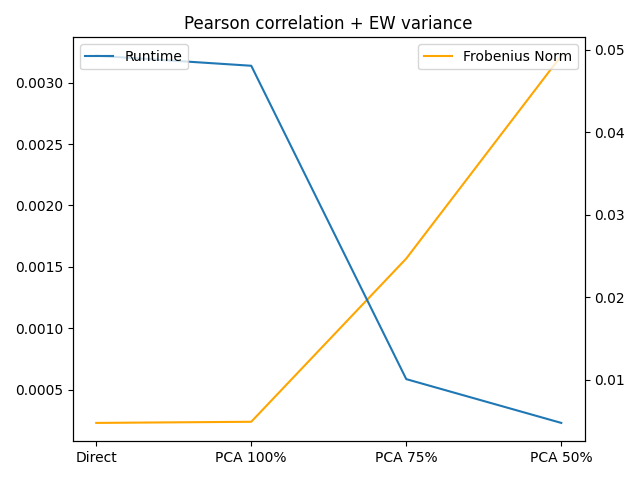 Pearson correlation + EW variance
Runtime
Frobenius Norm
0.0030
0.0025
0.0020
0.0015
0.0010
0.0005
0.05
0.04
0.03
0.02
0.01
Direct
PCA 100%
PCA 75%
PCA 50%